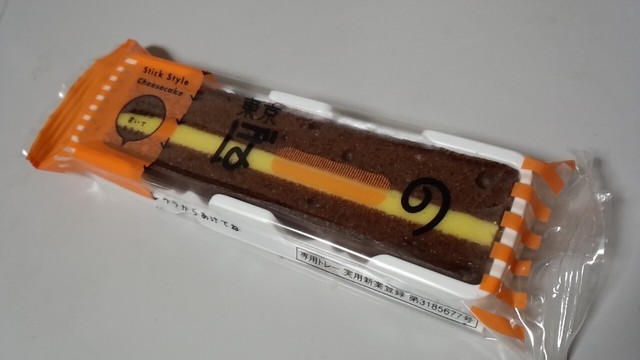 Stick Style
Cheesecake
東京
ぼーの
ウラからあけてね
専用トレー 実用新案登録 第3185677号